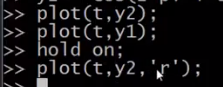 >> plot(t,y2);
>> plot(t,y1);
>> hold on;
>> plot(t,y2,'r');
>>